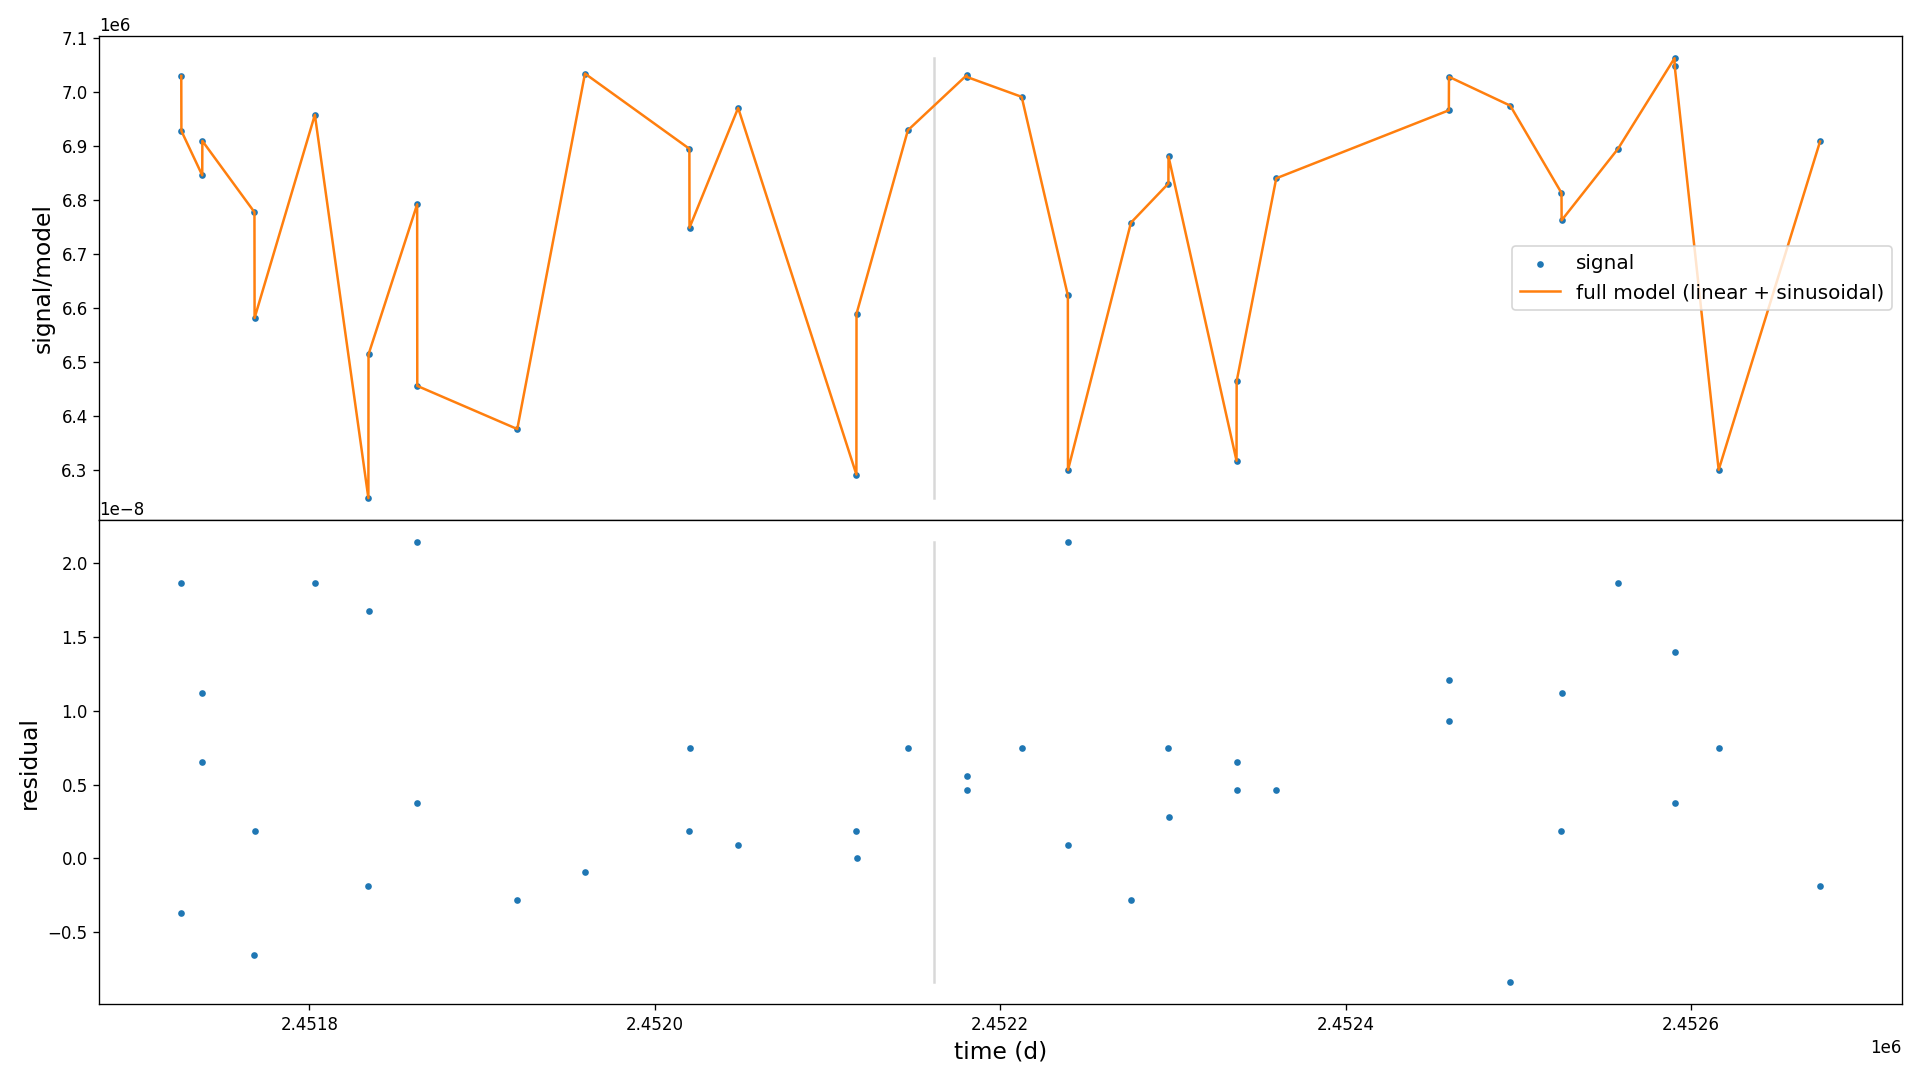 1e6
7.1
7.0
6.9
6.8
6.7
6.6
6.5
6.4
6.3
signal/model
signal
full model (linear + sinusoidal)
1e−8
2.0
1.5
1.0
0.5
0.0
−0.5
residual
2.4518
2.4520
2.4522
2.4524
2.4526
time (d)
1e6